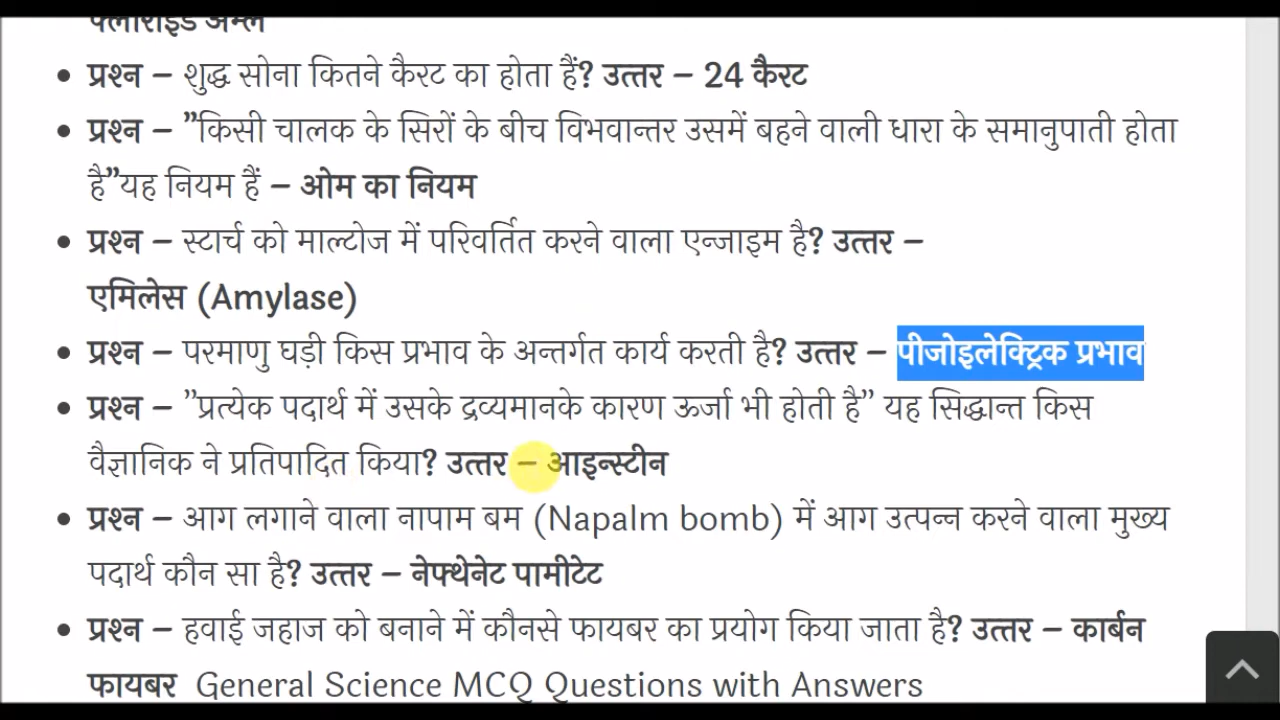 फ्लोराइड अम्ल
• प्रश्न – शुद्ध सोना कितने कैरट का होता हैं? उत्तर – 24 कैरट
• प्रश्न – ”किसी चालक के सिरों के बीच विभवान्तर उसमें बहने वाली धारा के समानुपाती होता
है”यह नियम हैं – ओम का नियम
• प्रश्न – स्टार्च को माल्टोज में परिवर्तित करने वाला एन्जाइम है? उत्तर –
एमिलेस (Amylase)
• प्रश्न – परमाणु घड़ी किस प्रभाव के अन्तर्गत कार्य करती है? उत्तर – पीजोइलेक्ट्रिक प्रभाव
• प्रश्न – ”प्रत्येक पदार्थ में उसके द्रव्यमानके कारण ऊर्जा भी होती है” यह सिद्धान्त किस
वैज्ञानिक ने प्रतिपादित किया? उत्तर – आइन्स्टीन
• प्रश्न – आग लगाने वाला नापाम बम (Napalm bomb) में आग उत्पन्न करने वाला मुख्य
पदार्थ कौन सा है? उत्तर – नेफ्थेनेट पामीटेट
• प्रश्न – हवाई जहाज को बनाने में कौनसे फायबर का प्रयोग किया जाता है? उत्तर – कार्बन
फायबर General Science MCQ Questions with Answers